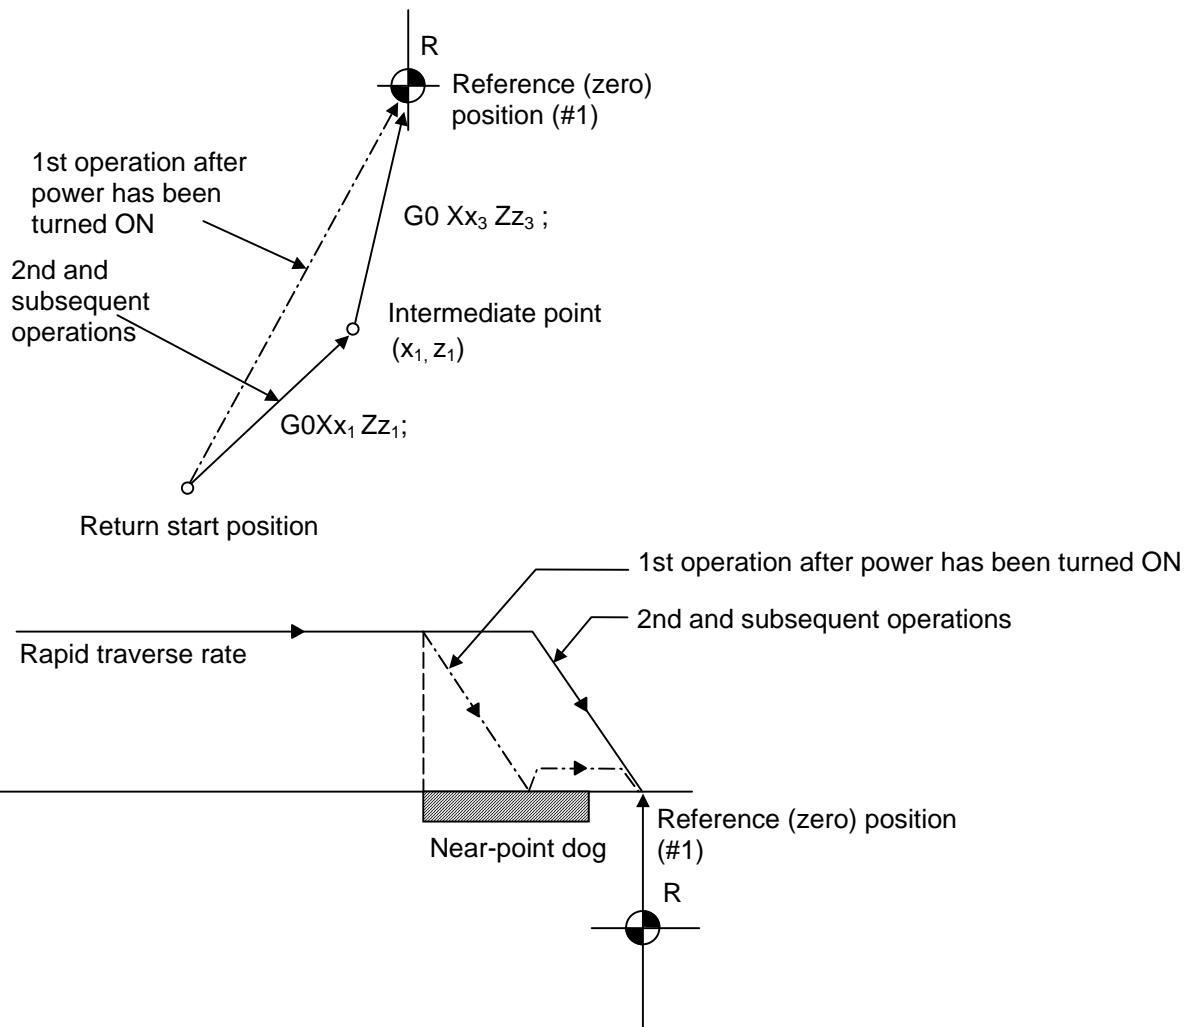 R
Reference (zero)
position (#1)
1st operation after
power has been
turned ON
G0 Xx₃ Zz₃ ;
2nd and
subsequent
operations
Intermediate point
(x₁, z₁)
G0Xx₁ Zz₁;
Return start position
1st operation after power has been turned ON
2nd and subsequent operations
Rapid traverse rate
Reference (zero) position
(#1)
Near-point dog
R